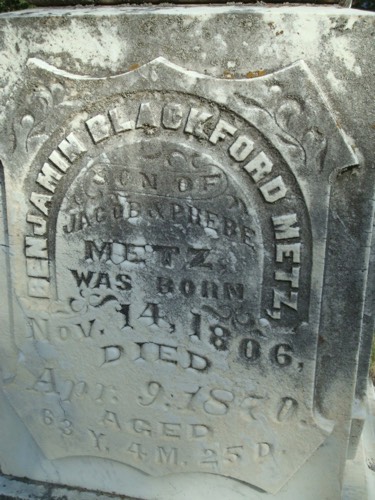 BENJAMIN BLACKFORD METZ,
SON OF
JACOB & PHEBE
METZ,
WAS BORN
Nov. 14, 1806,
DIED
Apr. 9, 1870.
AGED
63 Y. 4 M. 25 D.